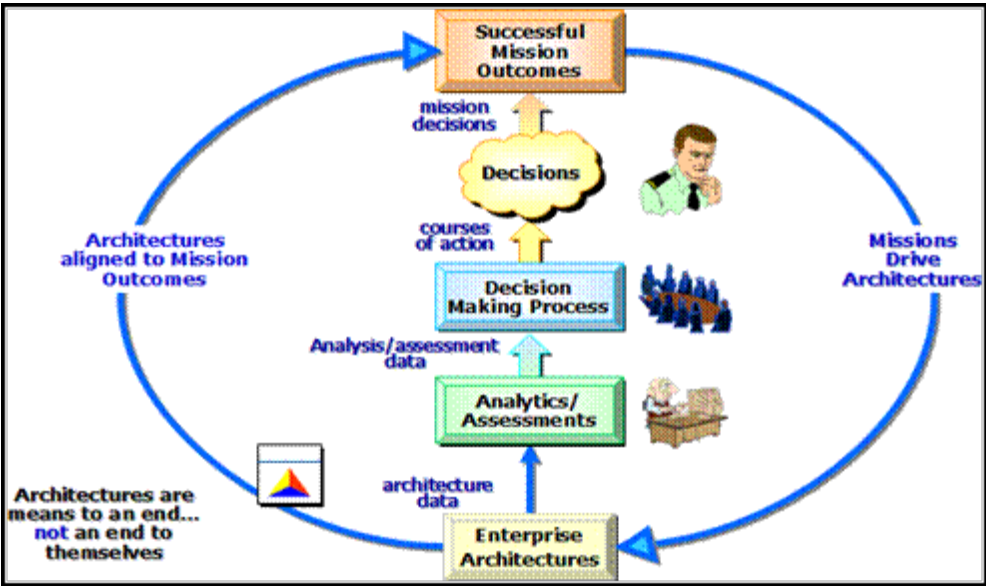 Successful
Mission
Outcomes
mission
decisions
Decisions
courses
of action
Architectures
aligned to Mission
Outcomes
Missions
Drive
Architectures
Decision
Making Process
Analysis/assessment
data
Analytics/
Assessments
architecture
data
Architectures are
means to an end...
not an end to
themselves
Enterprise
Architectures